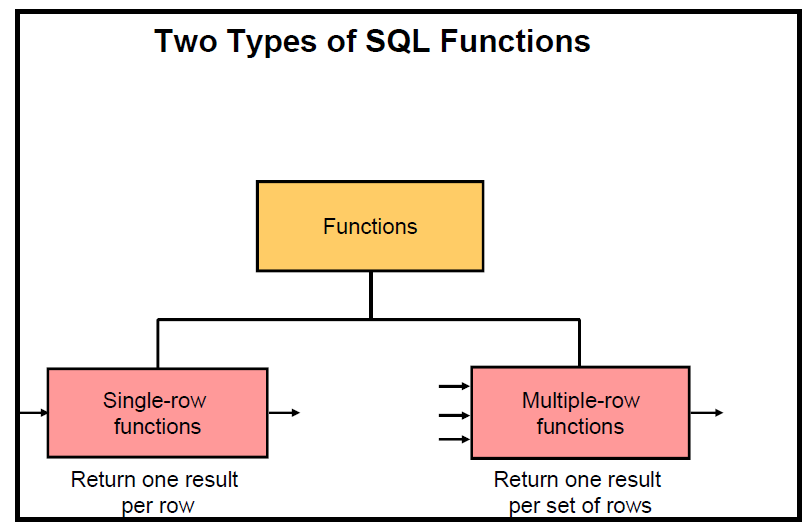 Two Types of SQL Functions
Functions
Single-row
functions
Return one result
per row
Multiple-row
functions
Return one result
per set of rows